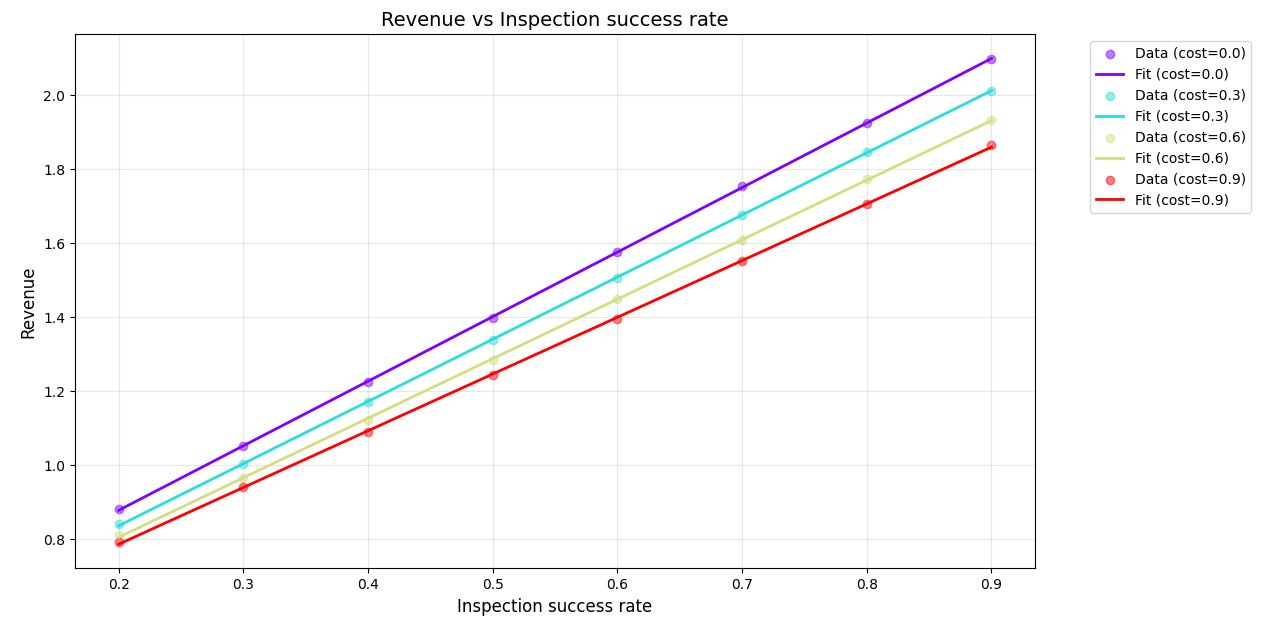 Revenue vs Inspection success rate
Revenue
2.0
1.8
1.6
1.4
1.2
1.0
0.8
0.2 0.3 0.4 0.5 0.6 0.7 0.8 0.9
Inspection success rate
Data (cost=0.0)
Fit (cost=0.0)
Data (cost=0.3)
Fit (cost=0.3)
Data (cost=0.6)
Fit (cost=0.6)
Data (cost=0.9)
Fit (cost=0.9)